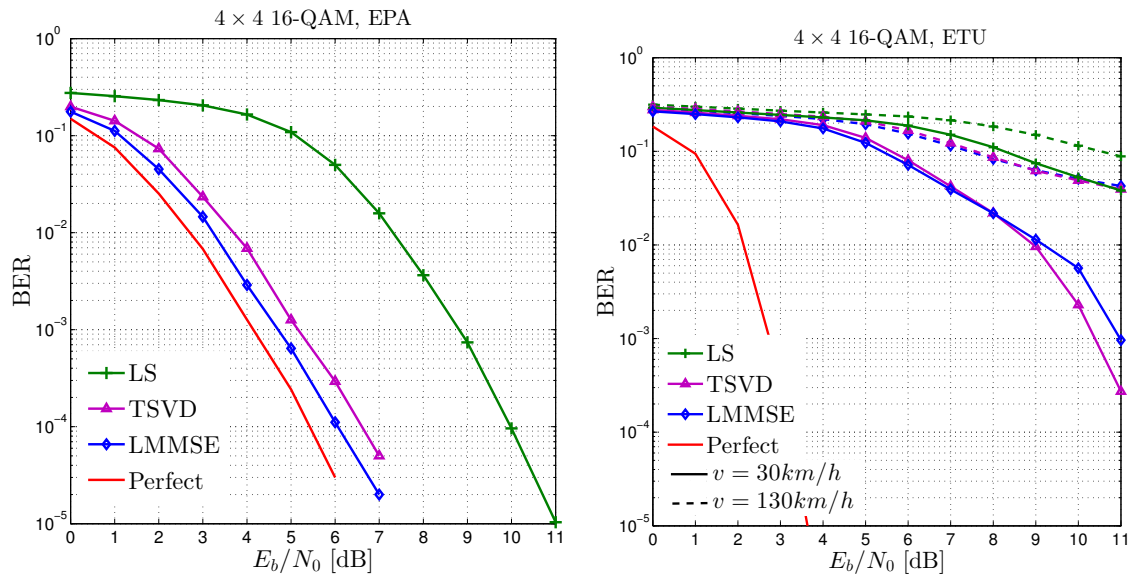 4 × 4 16-QAM, EPA
10^0
10^-1
10^-2
10^-3
10^-4
10^-5
BER
LS
TSVD
LMMSE
Perfect
0 1 2 3 4 5 6 7 8 9 10 11
E_b/N_0 [dB]
4 × 4 16-QAM, ETU
10^0
10^-1
10^-2
10^-3
10^-4
10^-5
BER
LS
TSVD
LMMSE
Perfect
v = 30km/h
v = 130km/h
0 1 2 3 4 5 6 7 8 9 10 11
E_b/N_0 [dB]